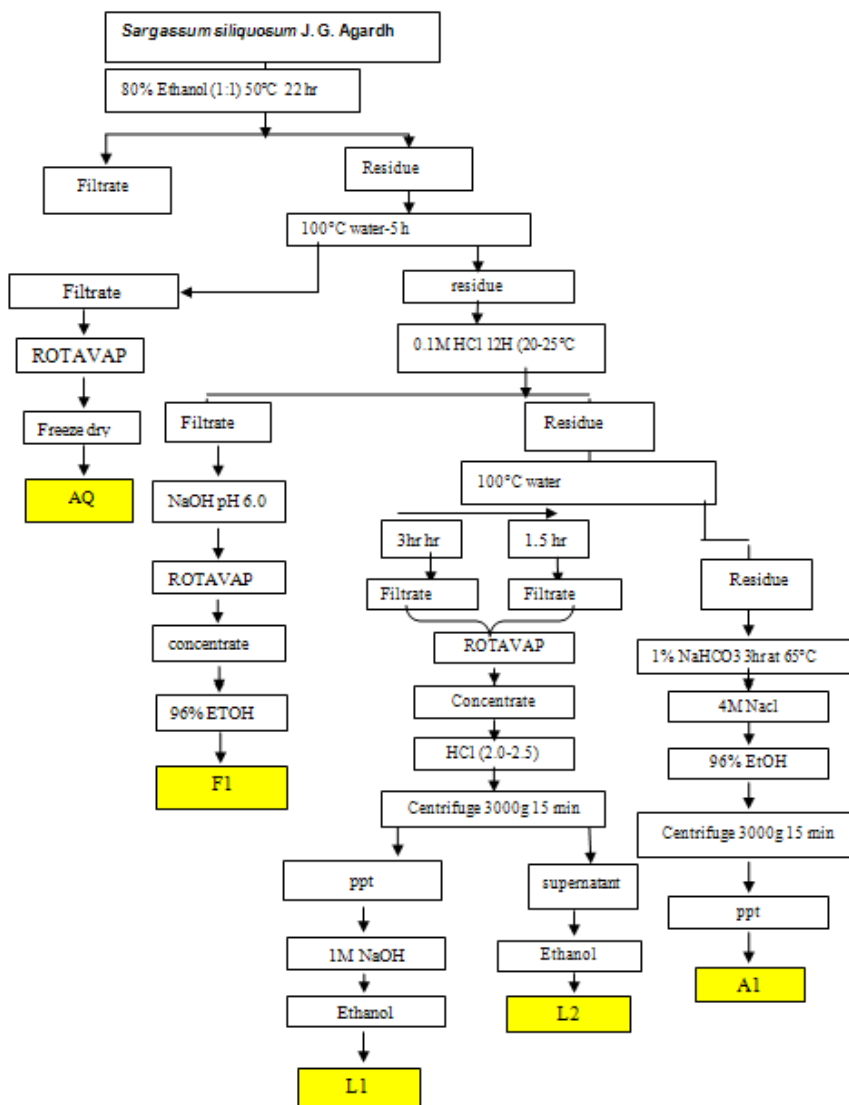 Sargassum siliquosum J. G. Agardh
80% Ethanol (1:1) 50°C 22 hr
Filtrate
Residue
100°C water-5 h
Filtrate
residue
ROTAVAP
0.1M HCl 12H (20-25°C
Freeze dry
Filtrate
Residue
AQ
NaOH pH 6.0
100°C water
3hr hr
1.5 hr
ROTAVAP
Filtrate
Filtrate
Residue
concentrate
ROTAVAP
1% NaHCO3 3hr at 65°C
96% ETOH
Concentrate
4M Nacl
F1
HCl (2.0-2.5)
96% EtOH
Centrifuge 3000g 15 min
Centrifuge 3000g 15 min
ppt
supernatant
ppt
1M NaOH
Ethanol
A1
Ethanol
L2
L1